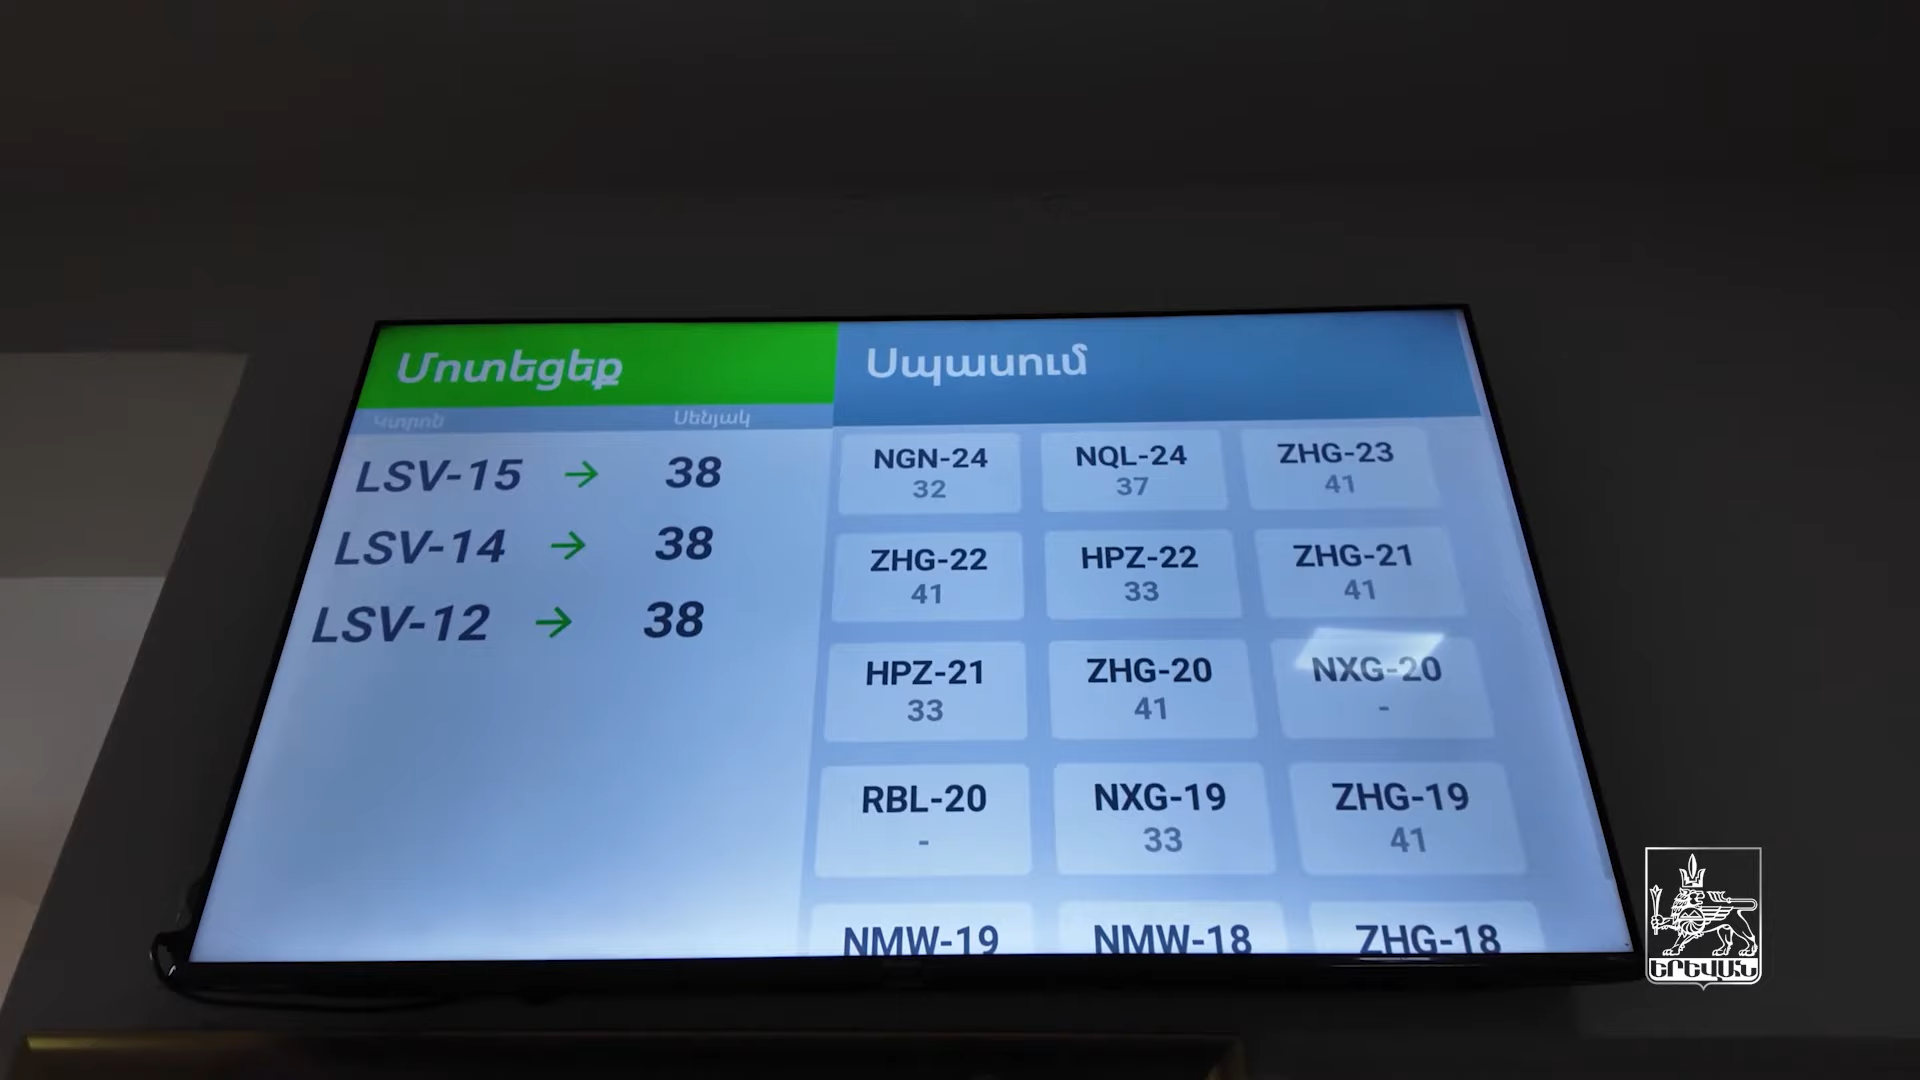 Մոտեցեք
Կտրոն Սենյակ
LSV-15 → 38
LSV-14 → 38
LSV-12 → 38
Սպասում
NGN-24 NQL-24 ZHG-23
32 37 41
ZHG-22 HPZ-22 ZHG-21
41 33 41
HPZ-21 ZHG-20 NXG-20
33 41 -
RBL-20 NXG-19 ZHG-19
- 33 41
NMW-19 NMW-18 ZHG-18
ԵՐԵՎԱՆ